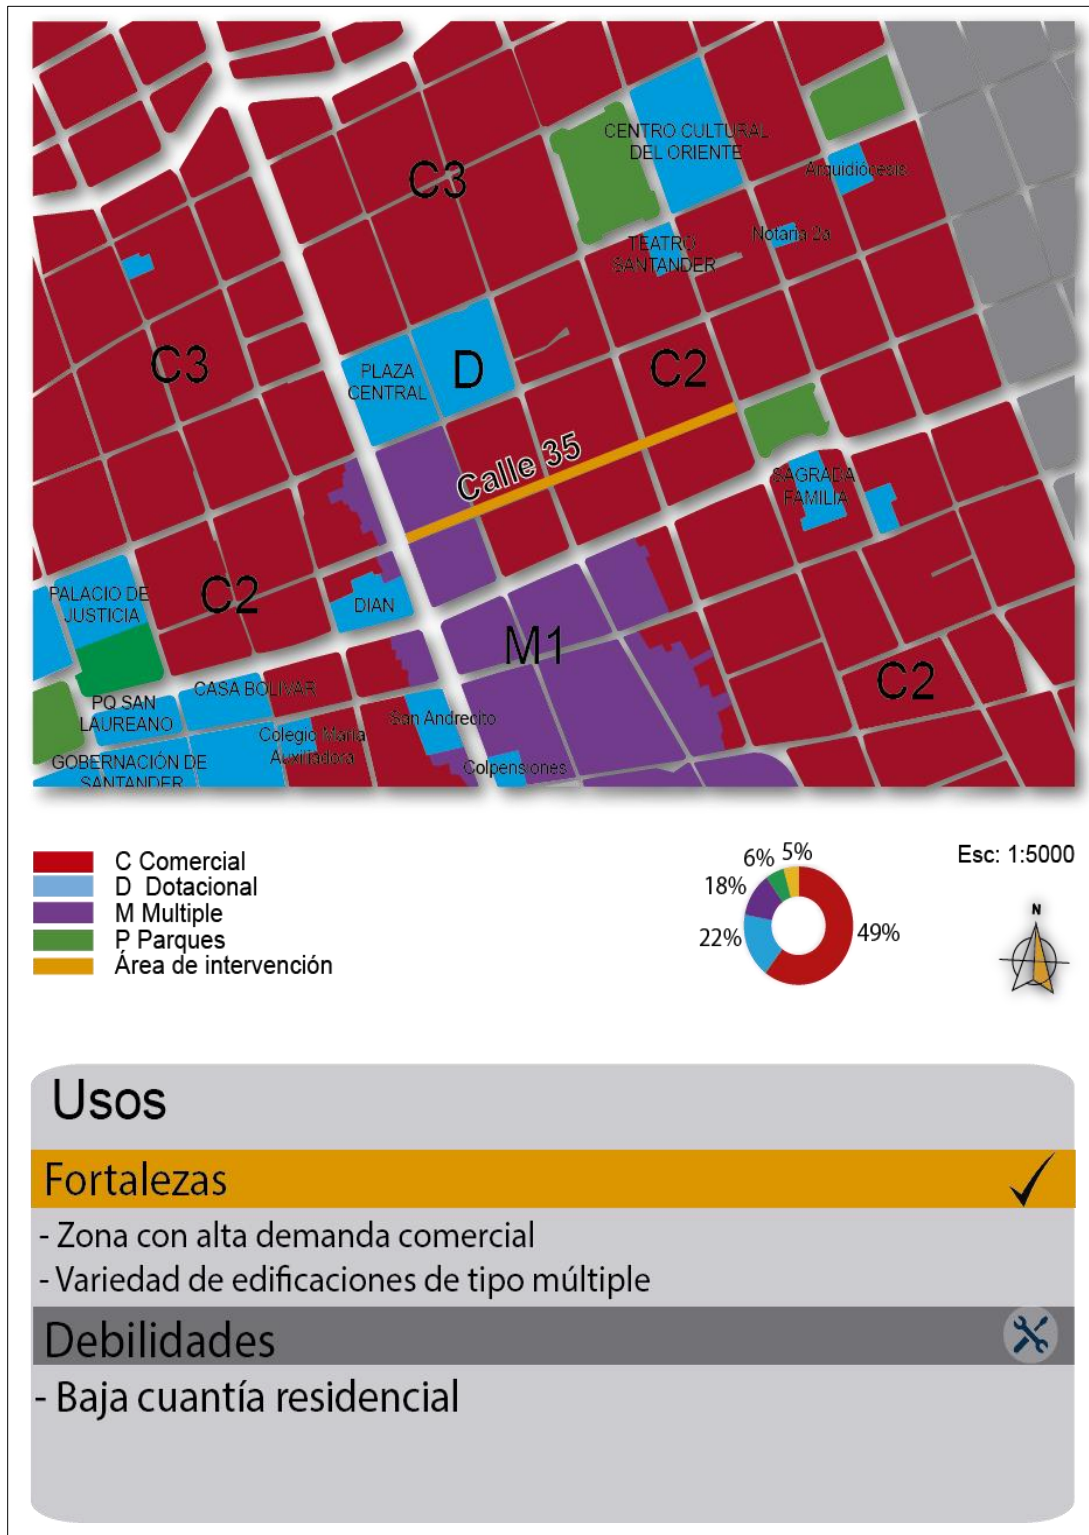 CENTRO CULTURAL
DEL ORIENTE
Arquidiócesis
C3
TEATRO
SANTANDER
Notaria 2a
C3
PLAZA
CENTRAL
D
C2
Calle 35
SAGRADA
FAMILIA
PALACIO DE
JUSTICIA
C2
DIAN
M1
C2
CASA BOLIVAR
PQ SAN
LAUREANO
San Andrecito
Colegio Maria
Auxiliadora
GOBERNACIÓN DE
SANTANDER
Colpensiones
C Comercial
D Dotacional
M Multiple
P Parques
Área de intervención
6%
5%
18%
22%
49%
Esc: 1:5000
N
Usos
Fortalezas
- Zona con alta demanda comercial
- Variedad de edificaciones de tipo múltiple
Debilidades
- Baja cuantía residencial